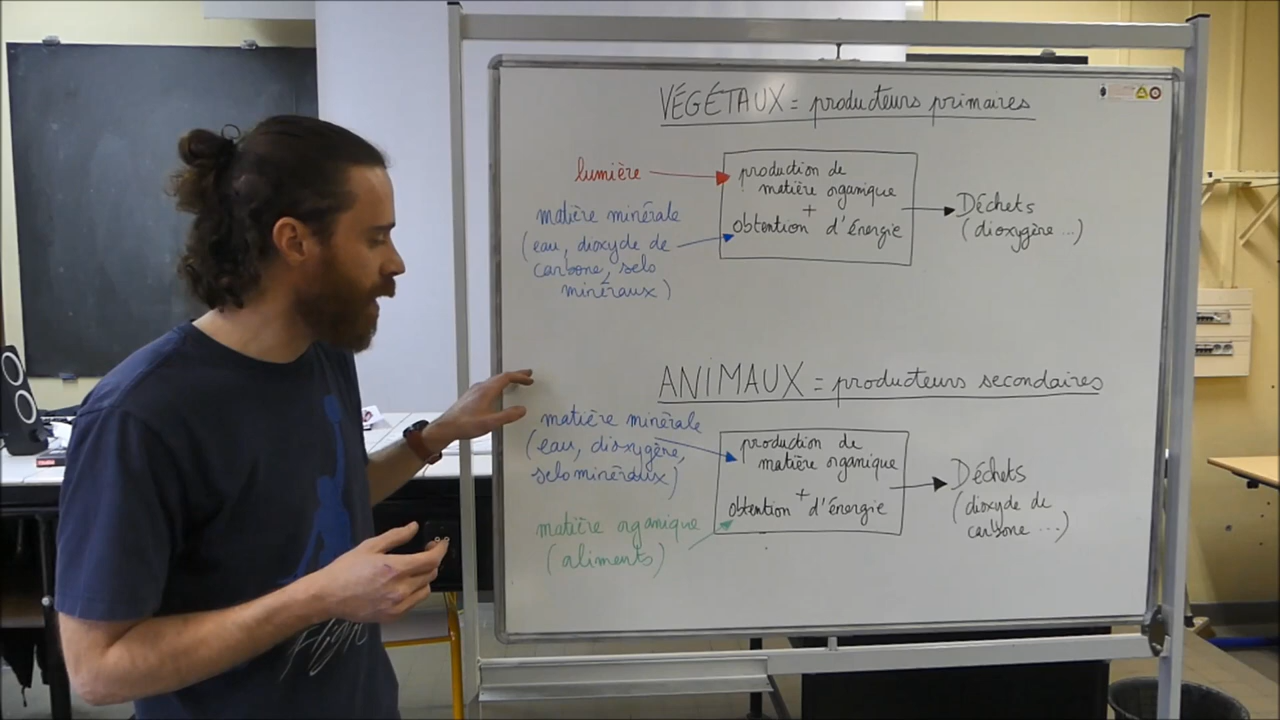 VÉGÉTAUX = producteurs primaires
lumière
production de
matière organique
+
obtention d'énergie
Déchets
(dioxygène ...)
matière minérale
(eau, dioxyde de
carbone, sels
minéraux)
ANIMAUX = producteurs secondaires
matière minérale
(eau, dioxygène,
sels minéraux)
production de
matière organique
+
obtention d'énergie
Déchets
(dioxyde de
carbone ...)
matière organique
(aliments)
Flight